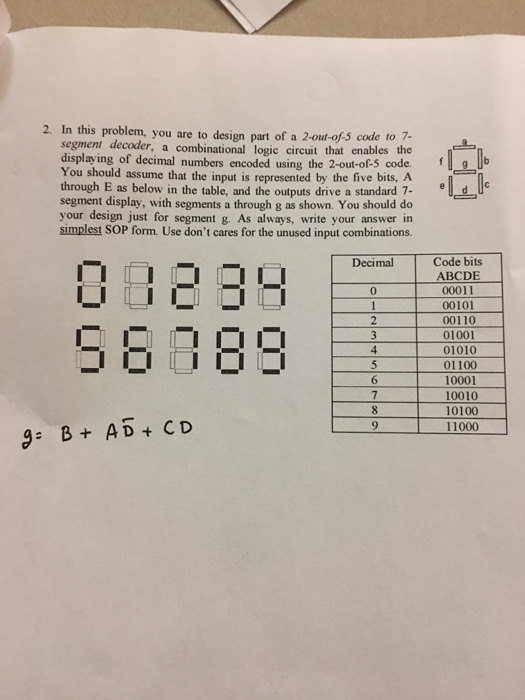 2. In this problem, you are to design part of a 2-out-of-5 code to 7-
segment decoder, a combinational logic circuit that enables the
displaying of decimal numbers encoded using the 2-out-of-5 code.
You should assume that the input is represented by the five bits, A
through E as below in the table, and the outputs drive a standard 7-
segment display, with segments a through g as shown. You should do
your design just for segment g. As always, write your answer in
simplest SOP form. Use don't cares for the unused input combinations.
a
f g b
e d c
Decimal Code bits
ABCDE
0 00011
1 00101
2 00110
3 01001
4 01010
5 01100
6 10001
7 10010
8 10100
9 11000
g= B + AD̅ + CD